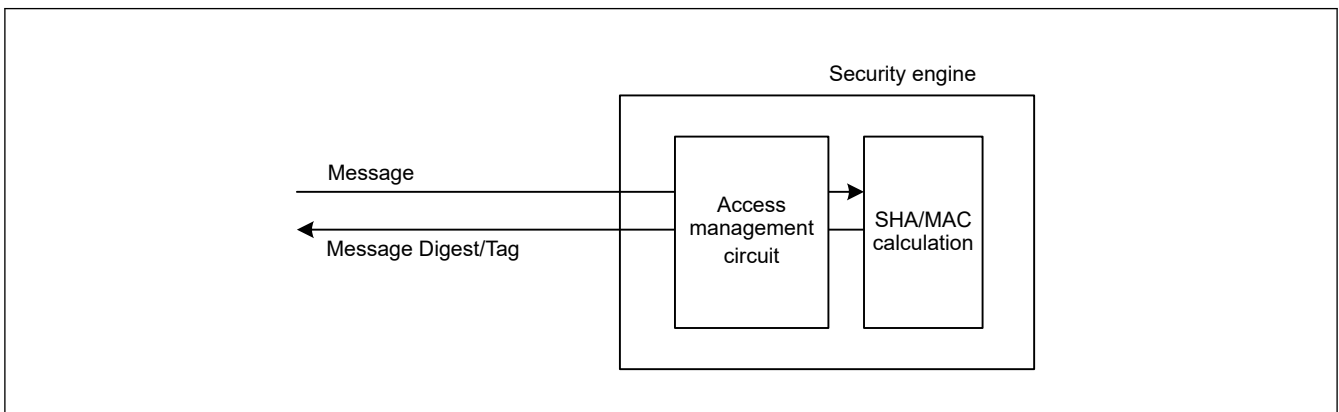 Security engine
Message
Message Digest/Tag
Access
management
circuit
SHA/MAC
calculation